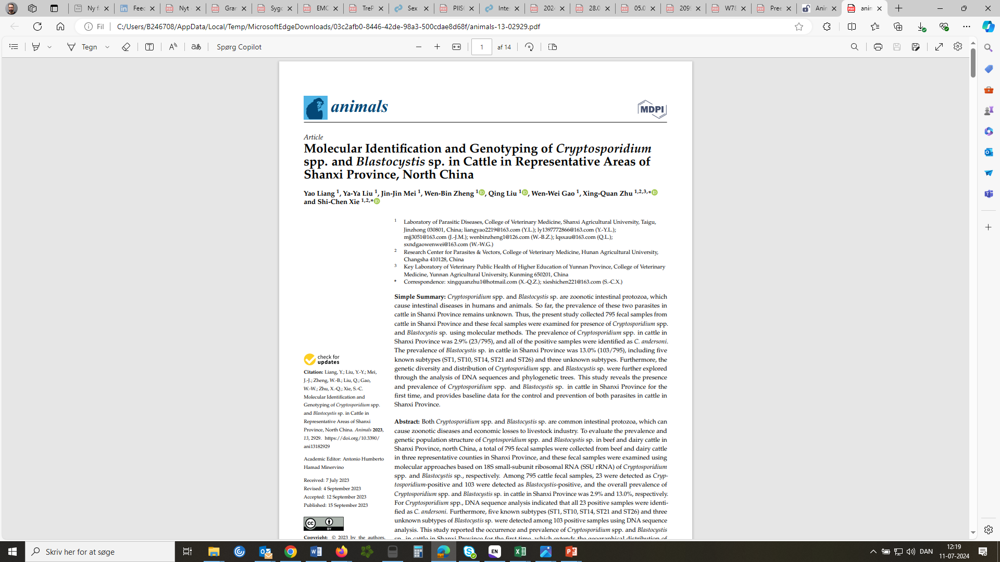 Ny f
Feec
Nyt
Grar
Sygc
EMC
TreP
Sex
PIIS
Inte
2024
28.0
05.0
209
W78
Pree
Anir
anin
Fil
C:/Users/B246708/AppData/Local/Temp/MicrosoftEdgeDownloads/03c2afb0-8446-42de-98a3-500cdae8d68f/animals-13-02929.pdf
Tegn
aあ
Spørg Copilot
1 af 14
animals
MDPI
Article
Molecular Identification and Genotyping of Cryptosporidium
spp. and Blastocystis sp. in Cattle in Representative Areas of
Shanxi Province, North China
Yao Liang 1, Ya-Ya Liu 1, Jin-Jin Mei 1, Wen-Bin Zheng 1, Qing Liu 1, Wen-Wei Gao 1, Xing-Quan Zhu 1,2,3,*
and Shi-Chen Xie 1,2,*
1 Laboratory of Parasitic Diseases, College of Veterinary Medicine, Shanxi Agricultural University, Taigu,
Jinzhong 030801, China; liangyao2219@163.com (Y.L.); ly1397772866@163.com (Y.-Y.L.);
mjj3051@163.com (J.-J.M.); wenbinzheng1@126.com (W.-B.Z.); lqsxau@163.com (Q.L.);
sxndgaowenwei@163.com (W.-W.G.)
2 Research Center for Parasites & Vectors, College of Veterinary Medicine, Hunan Agricultural University,
Changsha 410128, China
3 Key Laboratory of Veterinary Public Health of Higher Education of Yunnan Province, College of Veterinary
Medicine, Yunnan Agricultural University, Kunming 650201, China
* Correspondence: xingquanzhu1@hotmail.com (X.-Q.Z.); xieshichen221@163.com (S.-C.X.)
Simple Summary: Cryptosporidium spp. and Blastocystis sp. are zoonotic intestinal protozoa, which
cause intestinal diseases in humans and animals. So far, the prevalence of these two parasites in
cattle in Shanxi Province remains unknown. Thus, the present study collected 795 fecal samples from
cattle in Shanxi Province and these fecal samples were examined for presence of Cryptosporidium spp.
and Blastocystis sp. using molecular methods. The prevalence of Cryptosporidium spp. in cattle in
Shanxi Province was 2.9% (23/795), and all of the positive samples were identified as C. andersoni.
The prevalence of Blastocystis sp. in cattle in Shanxi Province was 13.0% (103/795), including five
known subtypes (ST1, ST10, ST14, ST21 and ST26) and three unknown subtypes. Furthermore, the
genetic diversity and distribution of Cryptosporidium spp. and Blastocystis sp. were further explored
through the analysis of DNA sequences and phylogenetic trees. This study reveals the presence
and prevalence of Cryptosporidium spp. and Blastocystis sp. in cattle in Shanxi Province for the
first time, and provides baseline data for the control and prevention of both parasites in cattle in
Shanxi Province.
Abstract: Both Cryptosporidium spp. and Blastocystis sp. are common intestinal protozoa, which can
cause zoonotic diseases and economic losses to livestock industry. To evaluate the prevalence and
genetic population structure of Cryptosporidium spp. and Blastocystis sp. in beef and dairy cattle in
Shanxi Province, north China, a total of 795 fecal samples were collected from beef and dairy cattle
in three representative counties in Shanxi Province, and these fecal samples were examined using
molecular approaches based on 18S small-subunit ribosomal RNA (SSU rRNA) of Cryptosporidium
spp. and Blastocystis sp., respectively. Among 795 cattle fecal samples, 23 were detected as Cryp-
tosporidium-positive and 103 were detected as Blastocystis-positive, and the overall prevalence of
Cryptosporidium spp. and Blastocystis sp. in cattle in Shanxi Province was 2.9% and 13.0%, respectively.
For Cryptosporidium spp., DNA sequence analysis indicated that all 23 positive samples were identi-
fied as C. andersoni. Furthermore, five known subtypes (ST1, ST10, ST14, ST21 and ST26) and three
unknown subtypes of Blastocystis sp. were detected among 103 positive samples using DNA sequence
analysis. This study reported the occurrence and prevalence of Cryptosporidium spp. and Blastocystis
sp. in cattle in Shanxi Province for the first time, which extends the geographical distribution of
check for
updates
Citation: Liang, Y.; Liu, Y.-Y.; Mei,
J.-J.; Zheng, W.-B.; Liu, Q.; Gao,
W.-W.; Zhu, X.-Q.; Xie, S.-C.
Molecular Identification and
Genotyping of Cryptosporidium spp.
and Blastocystis sp. in Cattle in
Representative Areas of Shanxi
Province, North China. Animals 2023,
13, 2929. https://doi.org/10.3390/
ani13182929
Academic Editor: Antonio Humberto
Hamad Minervino
Received: 7 July 2023
Revised: 4 September 2023
Accepted: 12 September 2023
Published: 15 September 2023
CC BY
Copyright: © 2023 by the authors.
Skriv her for at søge
EN
DAN
12:19
11-07-2024